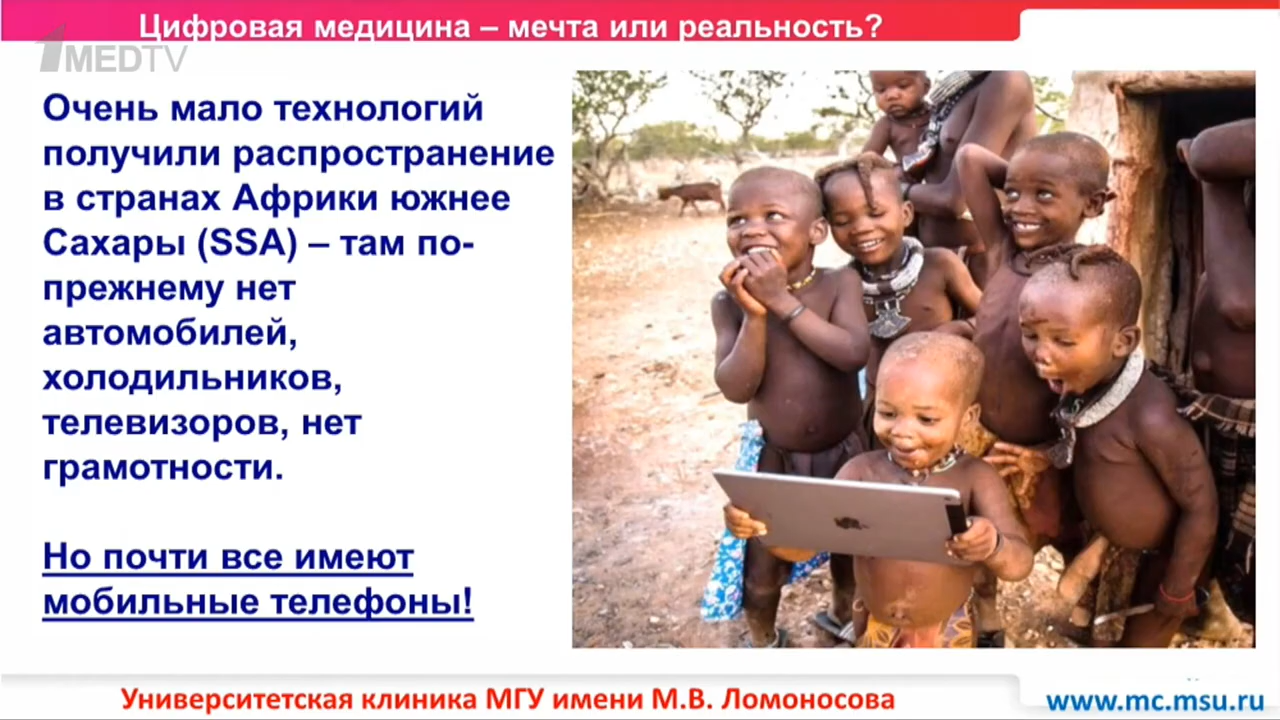 Цифровая медицина – мечта или реальность?
1MEDTV
Очень мало технологий
получили распространение
в странах Африки южнее
Сахары (SSA) – там по-
прежнему нет
автомобилей,
холодильников,
телевизоров, нет
грамотности.
Но почти все имеют
мобильные телефоны!
Университетская клиника МГУ имени М.В. Ломоносова
www.mc.msu.ru